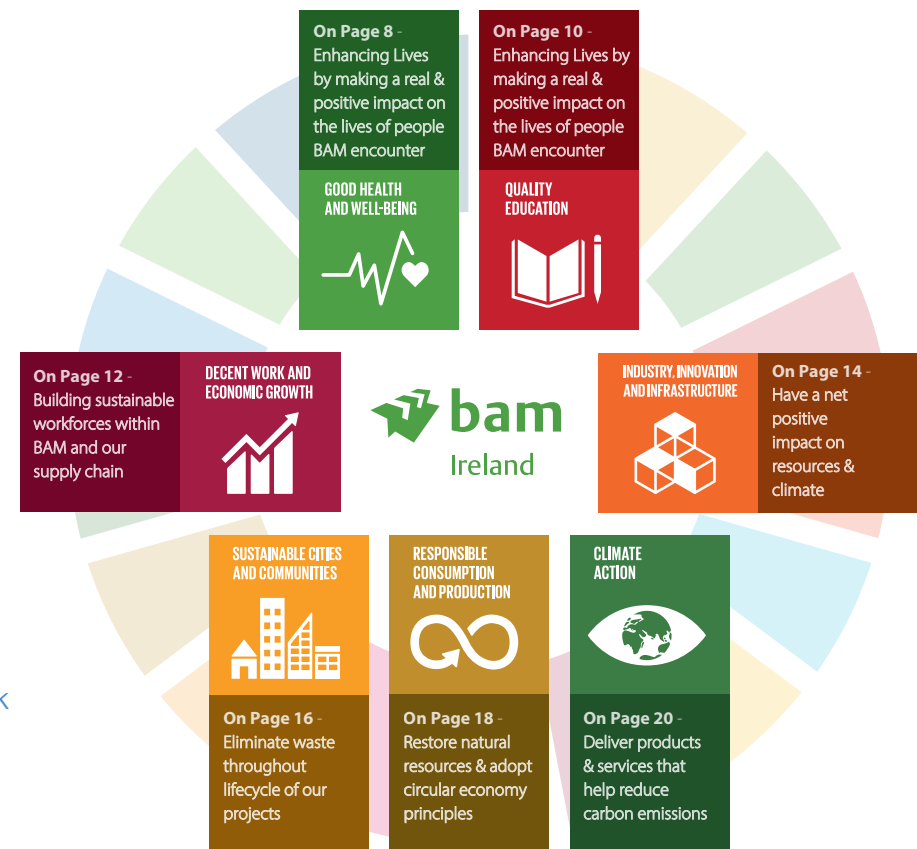 On Page 8 -
Enhancing Lives
by making a real &
positive impact on
the lives of people
BAM encounter
GOOD HEALTH
AND WELL-BEING
On Page 10 -
Enhancing Lives by
making a real &
positive impact on
the lives of people
BAM encounter
QUALITY
EDUCATION
On Page 12 -
Building sustainable
workforces within
BAM and our
supply chain
DECENT WORK AND
ECONOMIC GROWTH
bam
Ireland
INDUSTRY, INNOVATION
AND INFRASTRUCTURE
On Page 14 -
Have a net
positive
impact on
resources &
climate
SUSTAINABLE CITIES
AND COMMUNITIES
On Page 16 -
Eliminate waste
throughout
lifecycle of our
projects
RESPONSIBLE
CONSUMPTION
AND PRODUCTION
On Page 18 -
Restore natural
resources & adopt
circular economy
principles
CLIMATE
ACTION
On Page 20 -
Deliver products
& services that
help reduce
carbon emissions